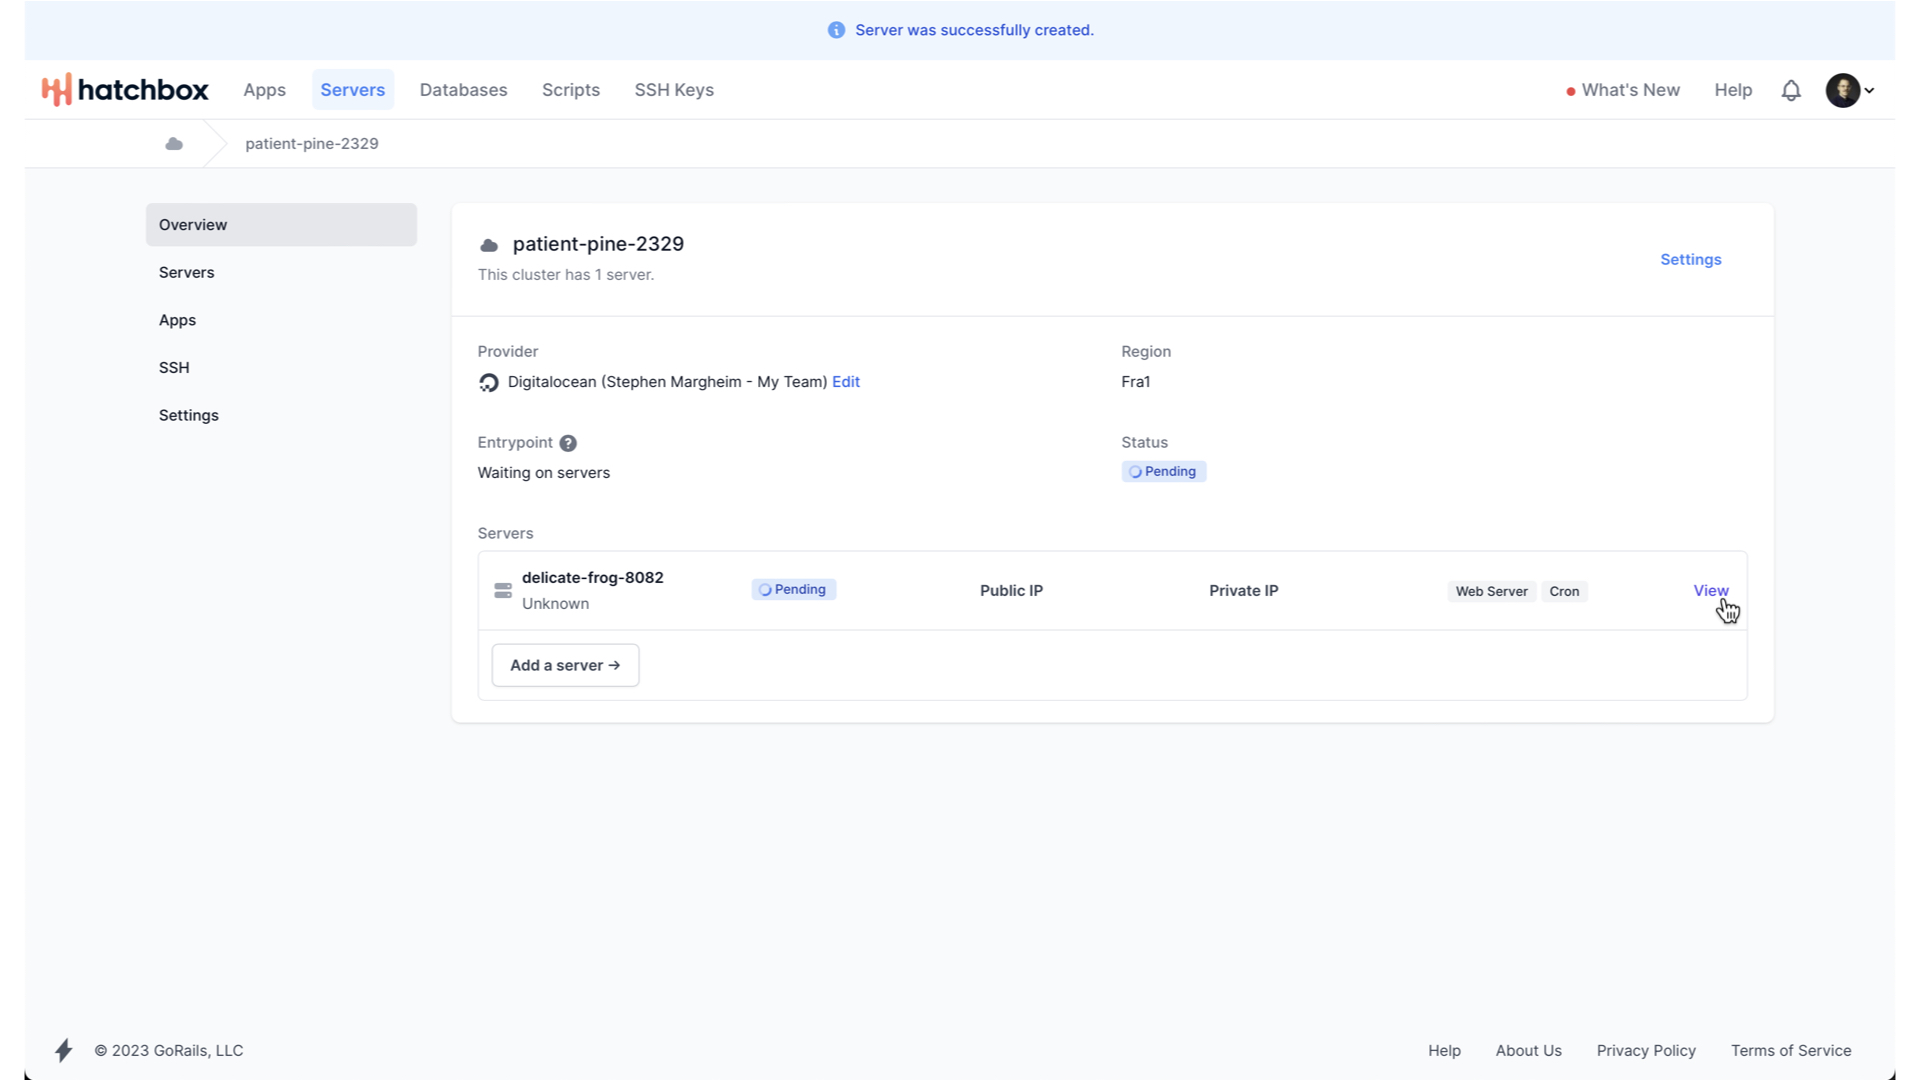 Server was successfully created.
hatchbox Apps Servers Databases Scripts SSH Keys What's New Help
patient-pine-2329
Overview
Servers
Apps
SSH
Settings
patient-pine-2329
This cluster has 1 server.
Settings
Provider
Digitalocean (Stephen Margheim - My Team) Edit
Region
Fra1
Entrypoint ?
Waiting on servers
Status
Pending
Servers
delicate-frog-8082
Unknown
Pending
Public IP
Private IP
Web Server Cron
View
Add a server →
© 2023 GoRails, LLC
Help About Us Privacy Policy Terms of Service